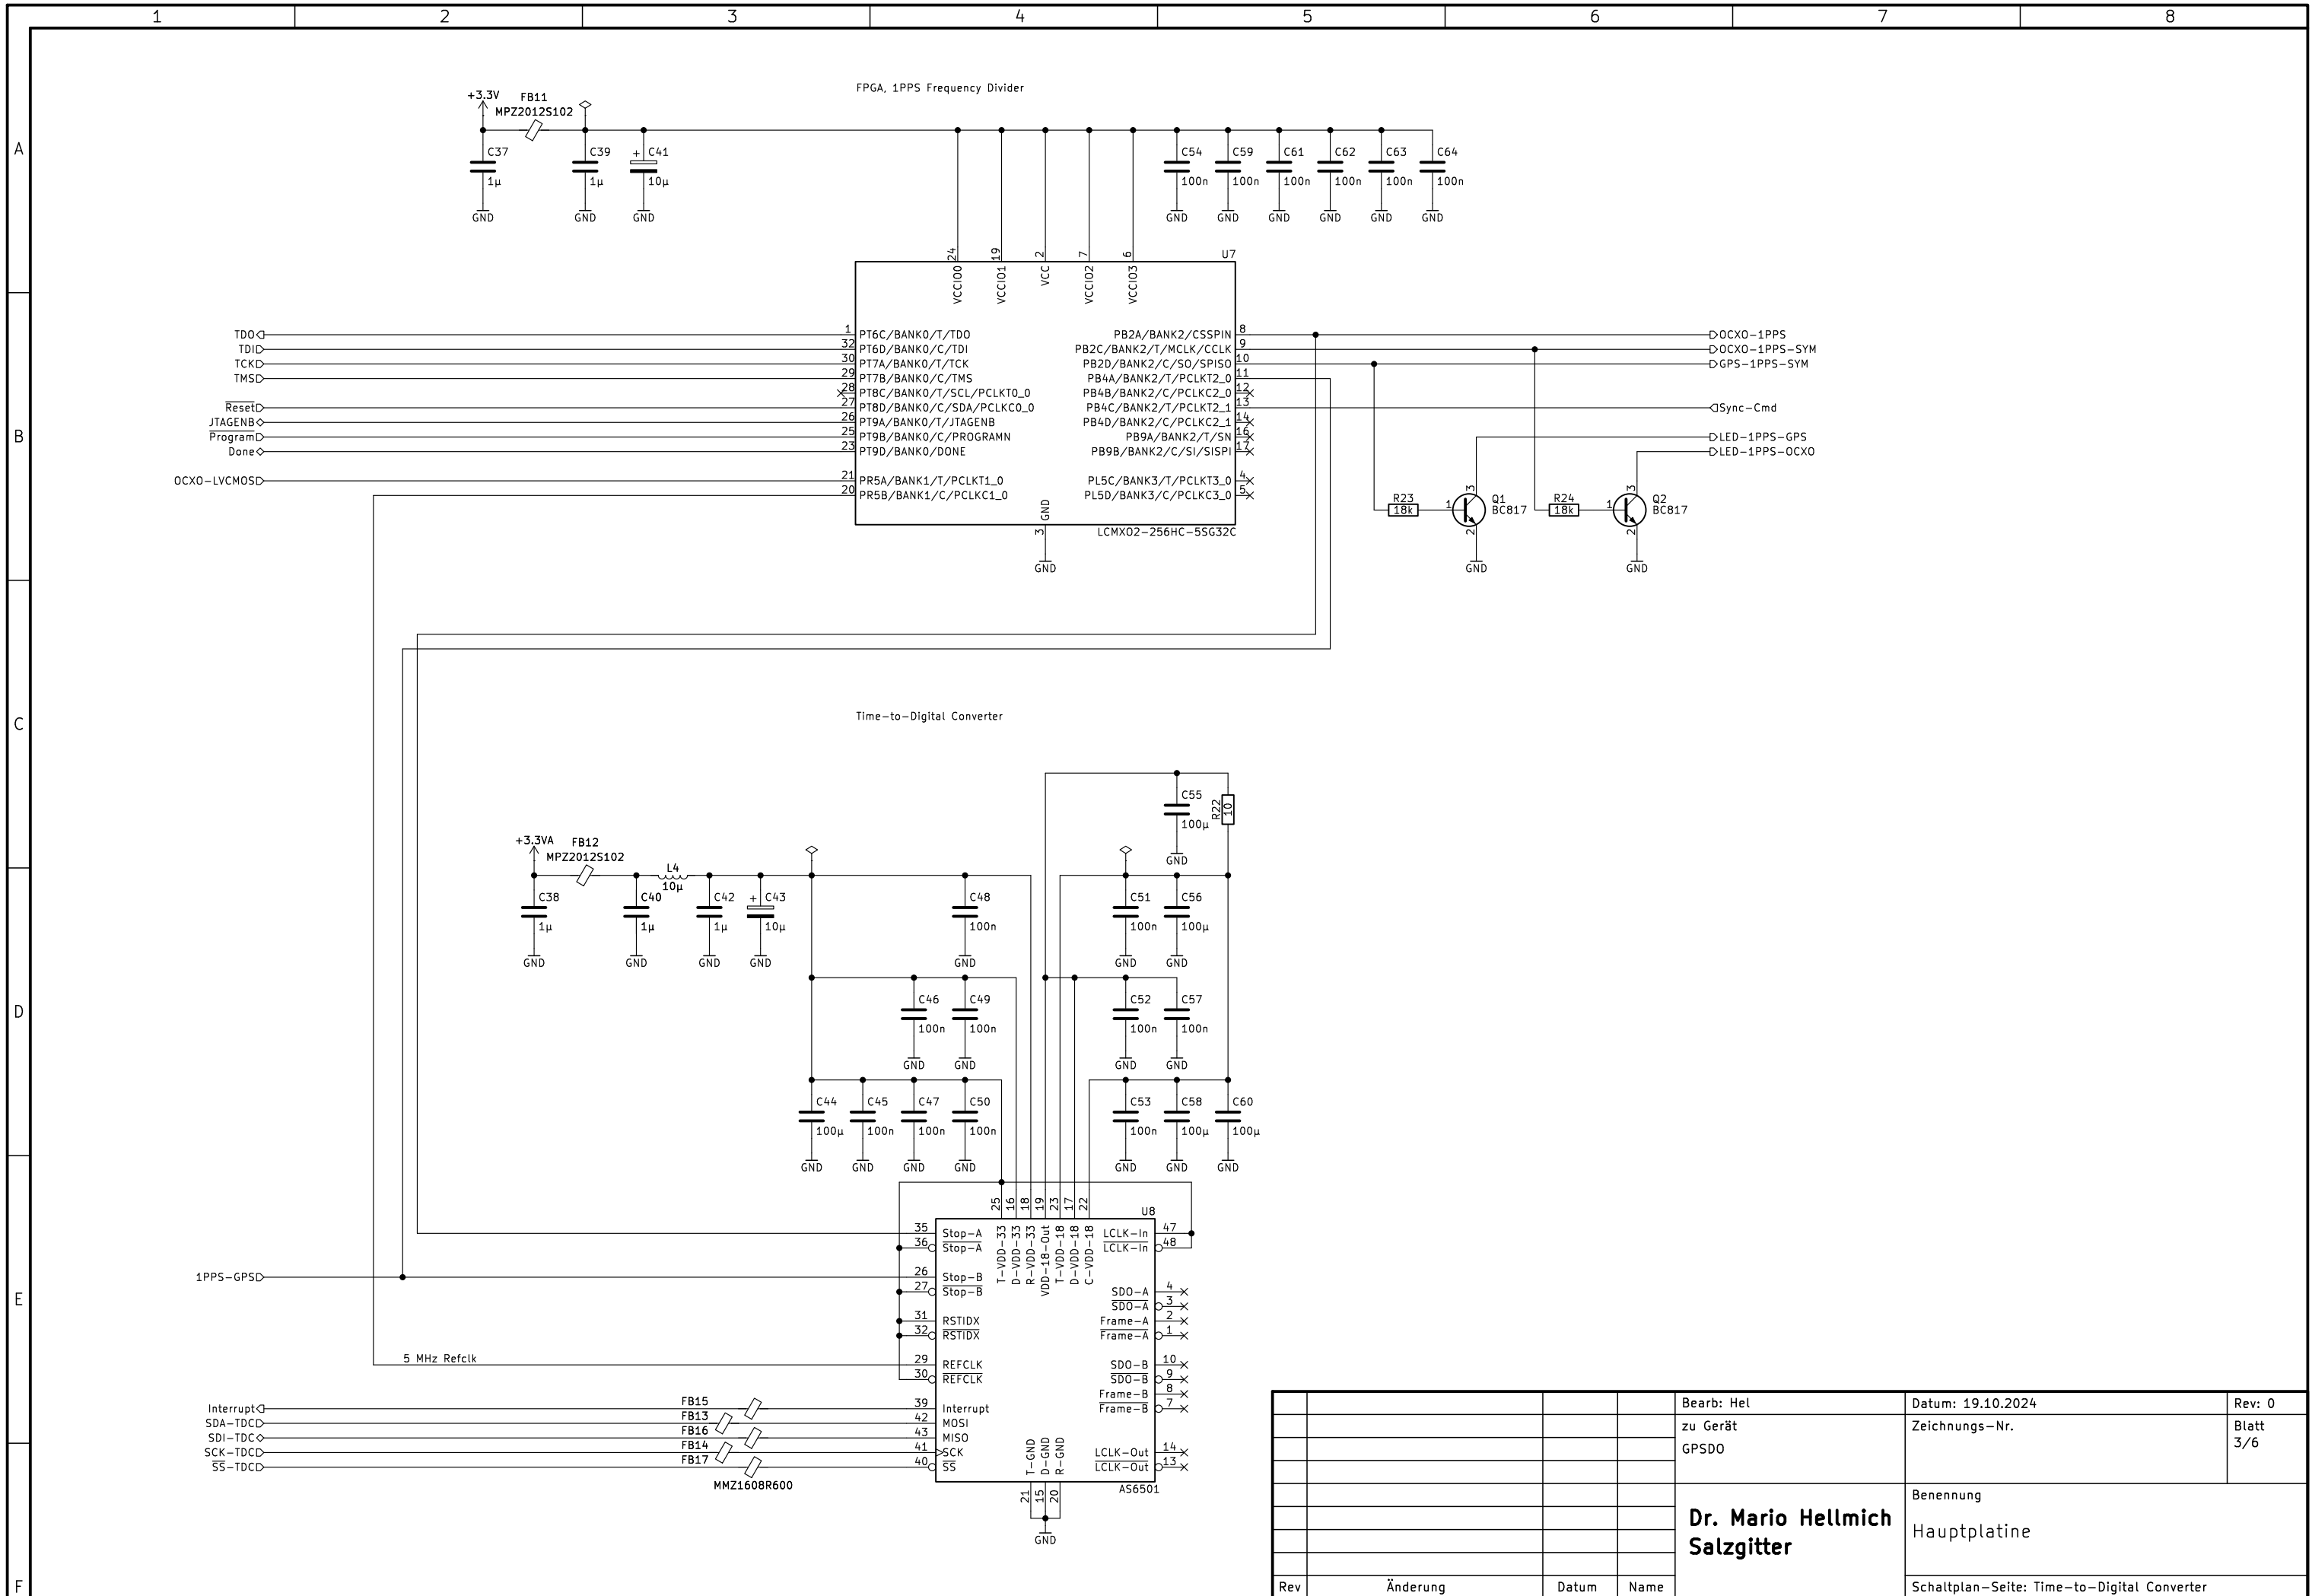 1 2 3 4 5 6 7 8
A
B
C
D
E
F
FPGA, 1PPS Frequency Divider
+3.3V
FB11
MPZ2012S102
C37
1µ
GND
C39
1µ
GND
+ C41
10µ
GND
C54
100n
GND
C59
100n
GND
C61
100n
GND
C62
100n
GND
C63
100n
GND
C64
100n
GND
U7
24 VCCIO0
19 VCCIO1
2 VCC
7 VCCIO2
6 VCCIO3
TDO 1 PT6C/BANK0/T/TDO
TDI 32 PT6D/BANK0/C/TDI
TCK 30 PT7A/BANK0/T/TCK
TMS 29 PT7B/BANK0/C/TMS
28 PT8C/BANK0/T/SCL/PCLKT0_0
Reset 27 PT8D/BANK0/C/SDA/PCLKC0_0
JTAGENB 26 PT9A/BANK0/T/JTAGENB
Program 25 PT9B/BANK0/C/PROGRAMN
Done 23 PT9D/BANK0/DONE
OCXO-LVCMOS 21 PR5A/BANK1/T/PCLKT1_0
20 PR5B/BANK1/C/PCLKC1_0
PB2A/BANK2/CSSPIN 8 OCXO-1PPS
PB2C/BANK2/T/MCLK/CCLK 9 OCXO-1PPS-SYM
PB2D/BANK2/C/SO/SPISO 10 GPS-1PPS-SYM
PB4A/BANK2/T/PCLKT2_0 11
PB4B/BANK2/C/PCLKC2_0 12
PB4C/BANK2/T/PCLKT2_1 13 Sync-Cmd
PB4D/BANK2/C/PCLKC2_1 14
PB9A/BANK2/T/SN 16
PB9B/BANK2/C/SI/SISPI 17
PL5C/BANK3/T/PCLKT3_0 4
PL5D/BANK3/C/PCLKC3_0 5
LED-1PPS-GPS
LED-1PPS-OCXO
3 GND
LCMXO2-256HC-5SG32C
GND
R23
18k
1
3
2
Q1
BC817
GND
R24
18k
1
3
2
Q2
BC817
GND
Time-to-Digital Converter
C55
100µ
GND
R22
10
+3.3VA
FB12
MPZ2012S102
L4
10µ
C38
1µ
GND
C40
1µ
GND
C42
1µ
GND
+ C43
10µ
GND
C48
100n
GND
C51
100n
GND
C56
100µ
GND
C46
100n
GND
C49
100n
GND
C52
100n
GND
C57
100n
GND
C44
100µ
GND
C45
100n
GND
C47
100n
GND
C50
100n
GND
C53
100n
GND
C58
100µ
GND
C60
100µ
GND
U8
25 T-VDD-33
16 D-VDD-33
18 R-VDD-33
19 VDD-18-Out
23 T-VDD-18
17 D-VDD-18
22 C-VDD-18
35 Stop-A
36 Stop-A
1PPS-GPS 26 Stop-B
27 Stop-B
31 RSTIDX
32 RSTIDX
5 MHz Refclk 29 REFCLK
30 REFCLK
Interrupt FB15 39 Interrupt
SDA-TDC FB13 42 MOSI
SDI-TDC FB16 43 MISO
SCK-TDC FB14 41 SCK
SS-TDC FB17 40 SS
MMZ1608R600
LCLK-In 47
LCLK-In 48
SDO-A 4
SDO-A 3
Frame-A 2
Frame-A 1
SDO-B 10
SDO-B 9
Frame-B 8
Frame-B 7
LCLK-Out 14
LCLK-Out 13
21 T-GND
15 D-GND
20 R-GND
AS6501
GND
Bearb: Hel
Datum: 19.10.2024
Rev: 0
zu Gerät
GPSDO
Zeichnungs-Nr.
Blatt
3/6
Dr. Mario Hellmich
Salzgitter
Benennung
Hauptplatine
Rev Änderung Datum Name
Schaltplan-Seite: Time-to-Digital Converter